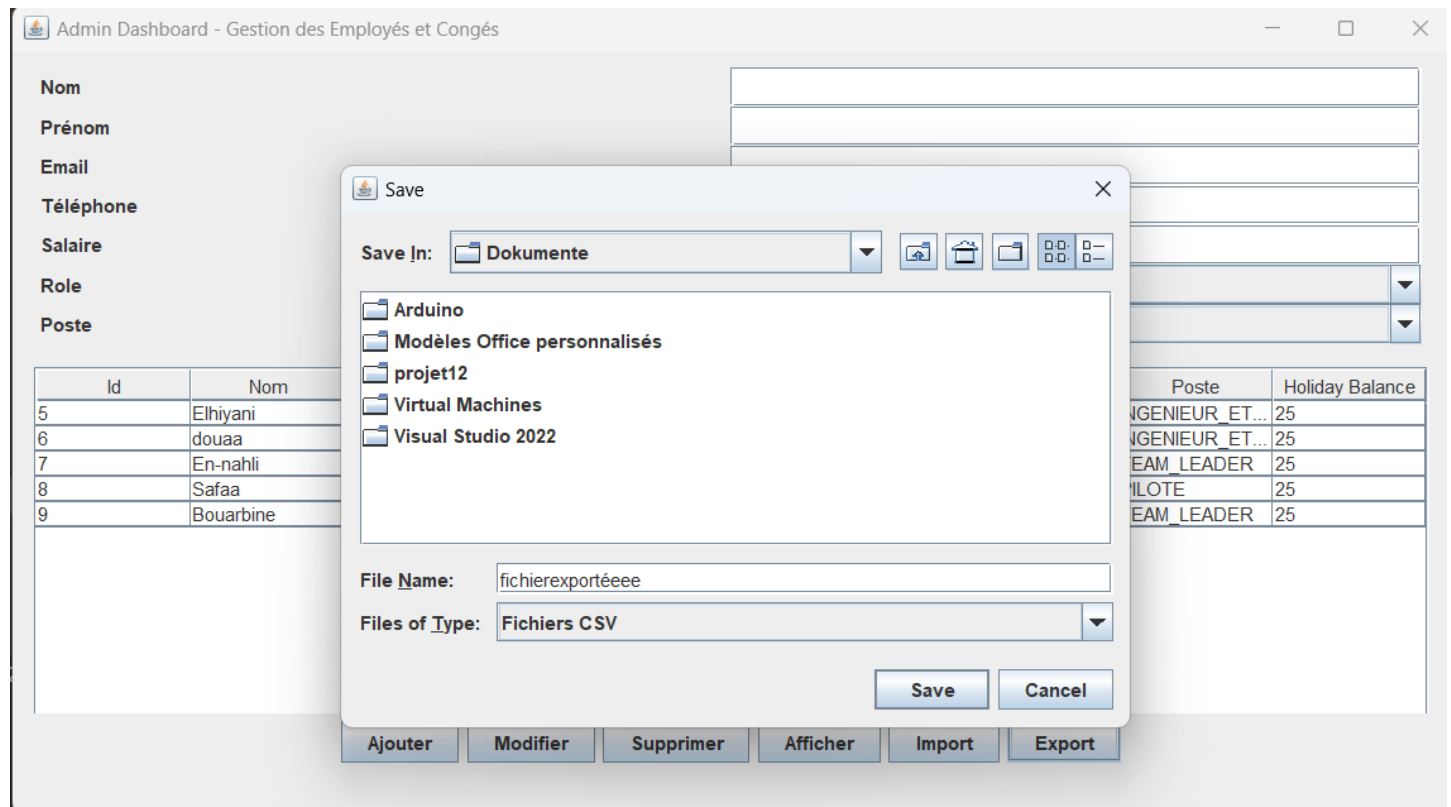 Admin Dashboard - Gestion des Employés et Congés
Nom
Prénom
Email
Téléphone
Salaire
Role
Poste
Save
Save In: Dokumente
Arduino
Modèles Office personnalisés
projet12
Virtual Machines
Visual Studio 2022
File Name: fichierexportéeee
Files of Type: Fichiers CSV
Save Cancel
Id Nom Poste Holiday Balance
5 Elhiyani NGENIEUR_ET... 25
6 douaa NGENIEUR_ET... 25
7 En-nahli EAM_LEADER 25
8 Safaa ILOTE 25
9 Bouarbine EAM_LEADER 25
Ajouter Modifier Supprimer Afficher Import Export